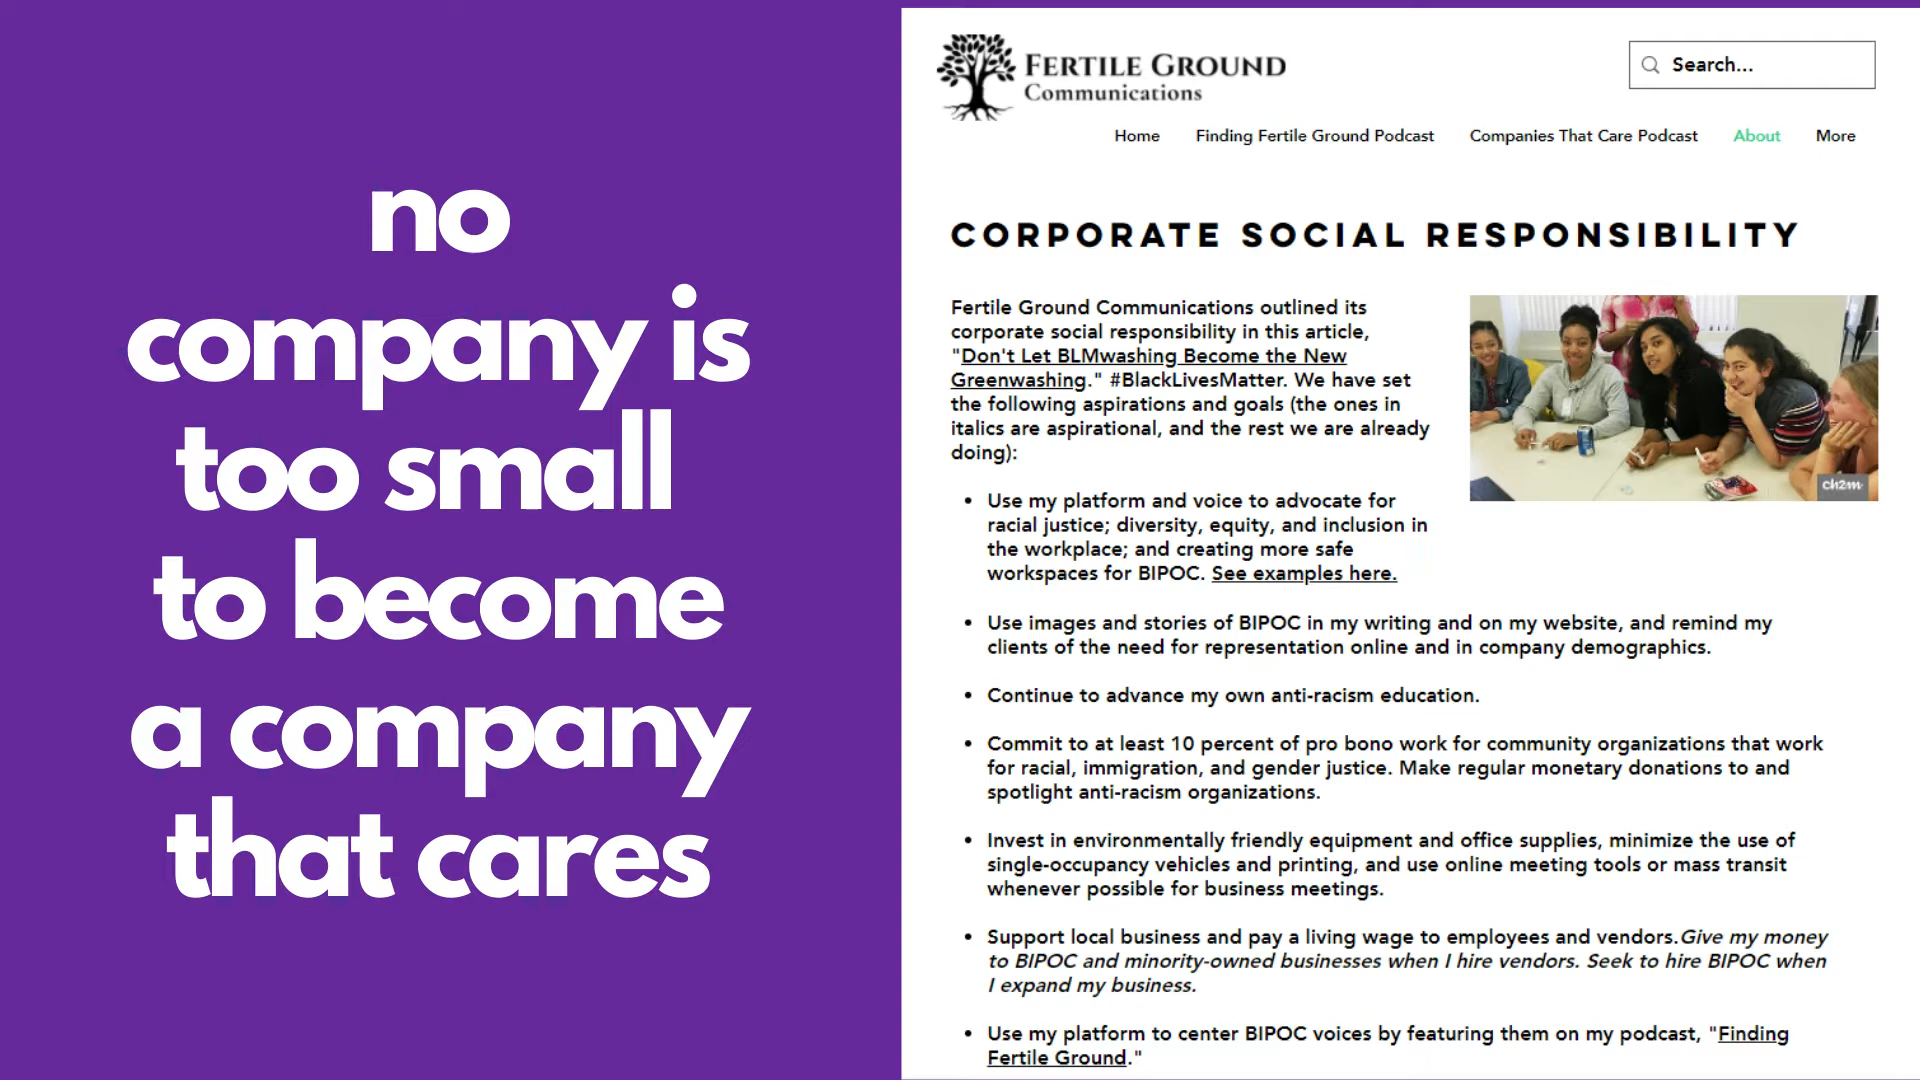 no
company is
too small
to become
a company
that cares
FERTILE GROUND
Communications
Search...
Home Finding Fertile Ground Podcast Companies That Care Podcast About More
CORPORATE SOCIAL RESPONSIBILITY
Fertile Ground Communications outlined its
corporate social responsibility in this article,
"Don't Let BLMwashing Become the New
Greenwashing." #BlackLivesMatter. We have set
the following aspirations and goals (the ones in
italics are aspirational, and the rest we are already
doing):
ch2m
• Use my platform and voice to advocate for
racial justice; diversity, equity, and inclusion in
the workplace; and creating more safe
workspaces for BIPOC. See examples here.
• Use images and stories of BIPOC in my writing and on my website, and remind my
clients of the need for representation online and in company demographics.
• Continue to advance my own anti-racism education.
• Commit to at least 10 percent of pro bono work for community organizations that work
for racial, immigration, and gender justice. Make regular monetary donations to and
spotlight anti-racism organizations.
• Invest in environmentally friendly equipment and office supplies, minimize the use of
single-occupancy vehicles and printing, and use online meeting tools or mass transit
whenever possible for business meetings.
• Support local business and pay a living wage to employees and vendors.Give my money
to BIPOC and minority-owned businesses when I hire vendors. Seek to hire BIPOC when
I expand my business.
• Use my platform to center BIPOC voices by featuring them on my podcast, "Finding
Fertile Ground."